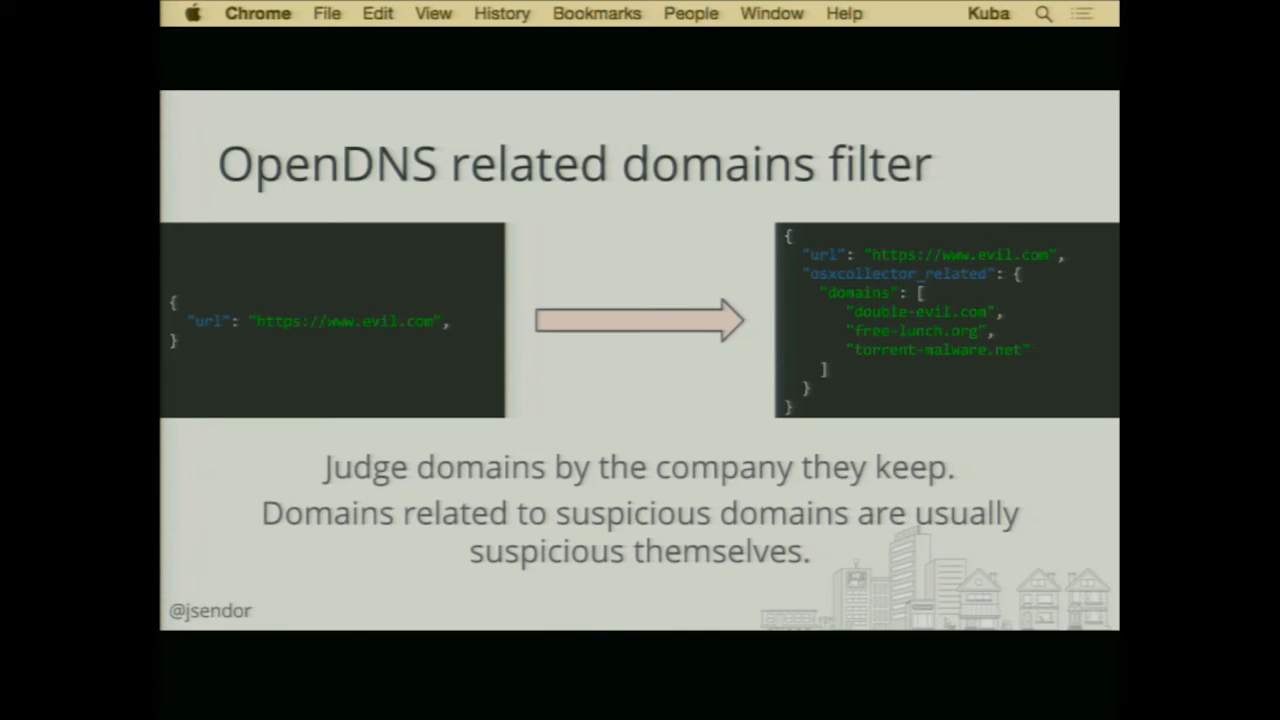 Chrome File Edit View History Bookmarks People Window Help Kuba
OpenDNS related domains filter
{
"url": "https://www.evil.com",
}
{
"url": "https://www.evil.com",
"osxcollector_related": {
"domains": [
"double-evil.com",
"free-lunch.org",
"torrent-malware.net"
]
}
}
Judge domains by the company they keep.
Domains related to suspicious domains are usually
suspicious themselves.
@jsendor